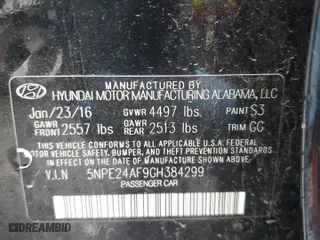 MANUFACTURED BY
HYUNDAI MOTOR MANUFACTURING ALABAMA, LLC
Jan/23/16 GVWR 4497 lbs. PAINT S3
GAWR FRONT 2557 lbs GAWR REAR 2513 lbs TRIM GG
THIS VEHICLE CONFORMS TO ALL APPLICABLE
U.S. FEDERAL MOTOR VEHICLE SAFETY, BUMPER,
AND THEFT PREVENTION STANDARDS IN EFFECT
ON THE DATE OF MANUFACTURE SHOWN ABOVE.
V.I.N 5NPE24AF9GH384299
PASSENGER CAR